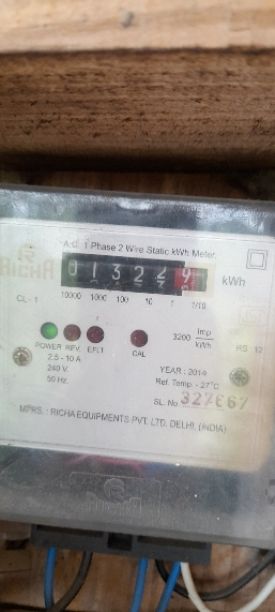 A.C. 1 Phase 2 Wire Static kWh Meter
RICHA
0 1 3 2 2 9 kWh
CL-1 10000 1000 100 10 1 1/10
3200 Imp/kWh
POWER REV. E.F.L. CAL
2.5 - 10 A
240 V.
50 Hz.
YEAR : 2014
Ref. Temp. - 27°C
SL. No. 327667
MFRS. : RICHA EQUIPMENTS PVT. LTD. DELHI, (INDIA)